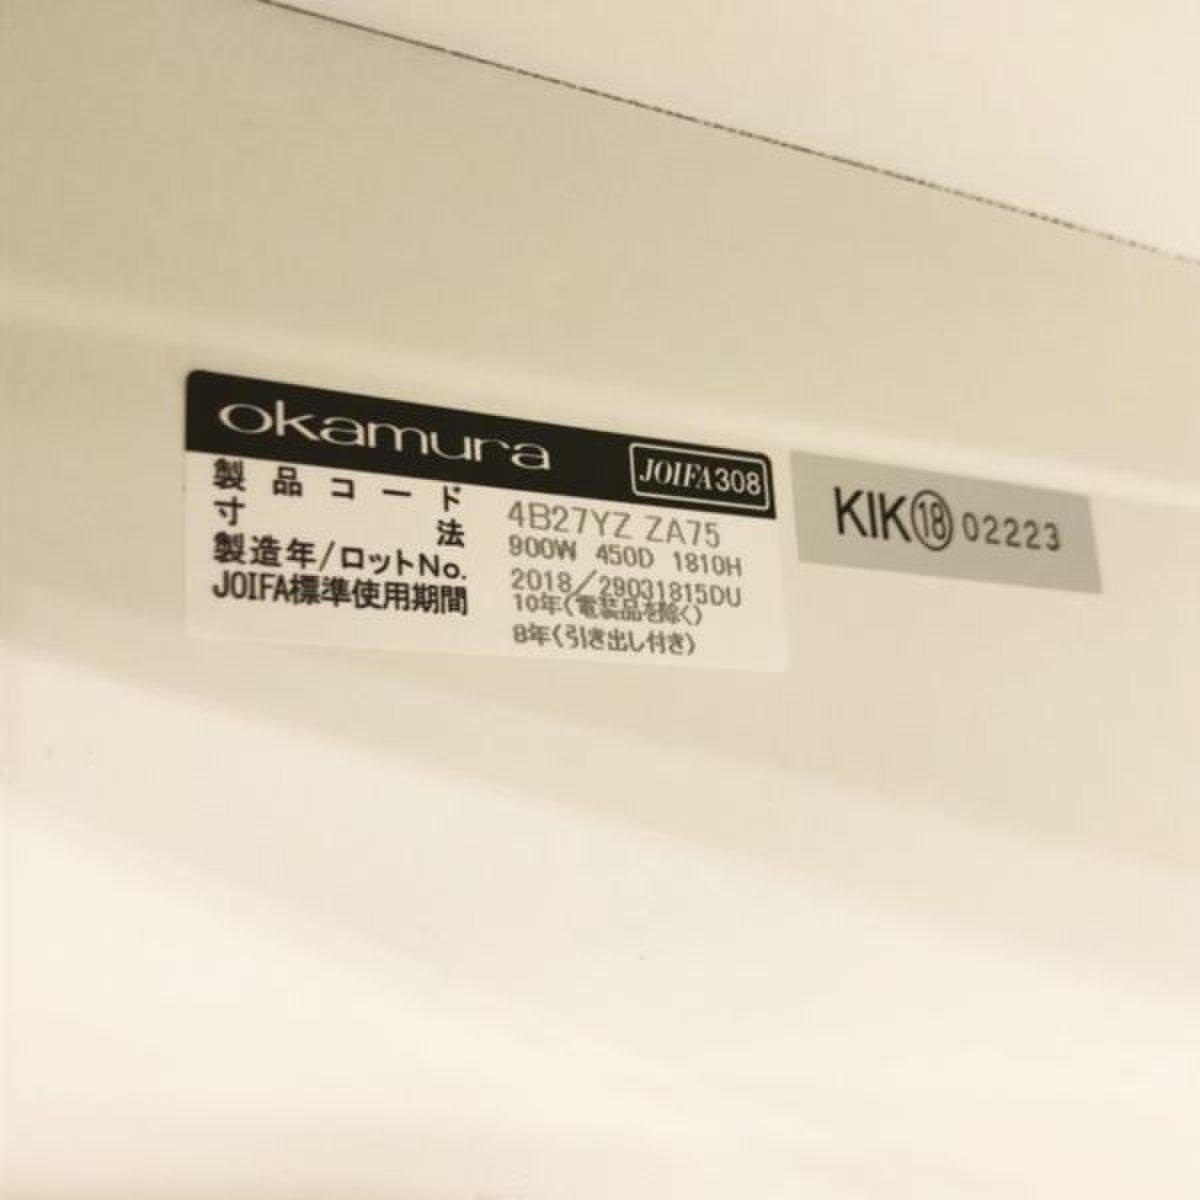 okamura JOIFA308
製品コード 4B27YZ ZA75
寸法 900W 450D 1810H
製造年/ロットNo. 2018/29031815DU
JOIFA標準使用期間 10年(電装品を除く)
8年(引き出し付き)
KIK⑱02223